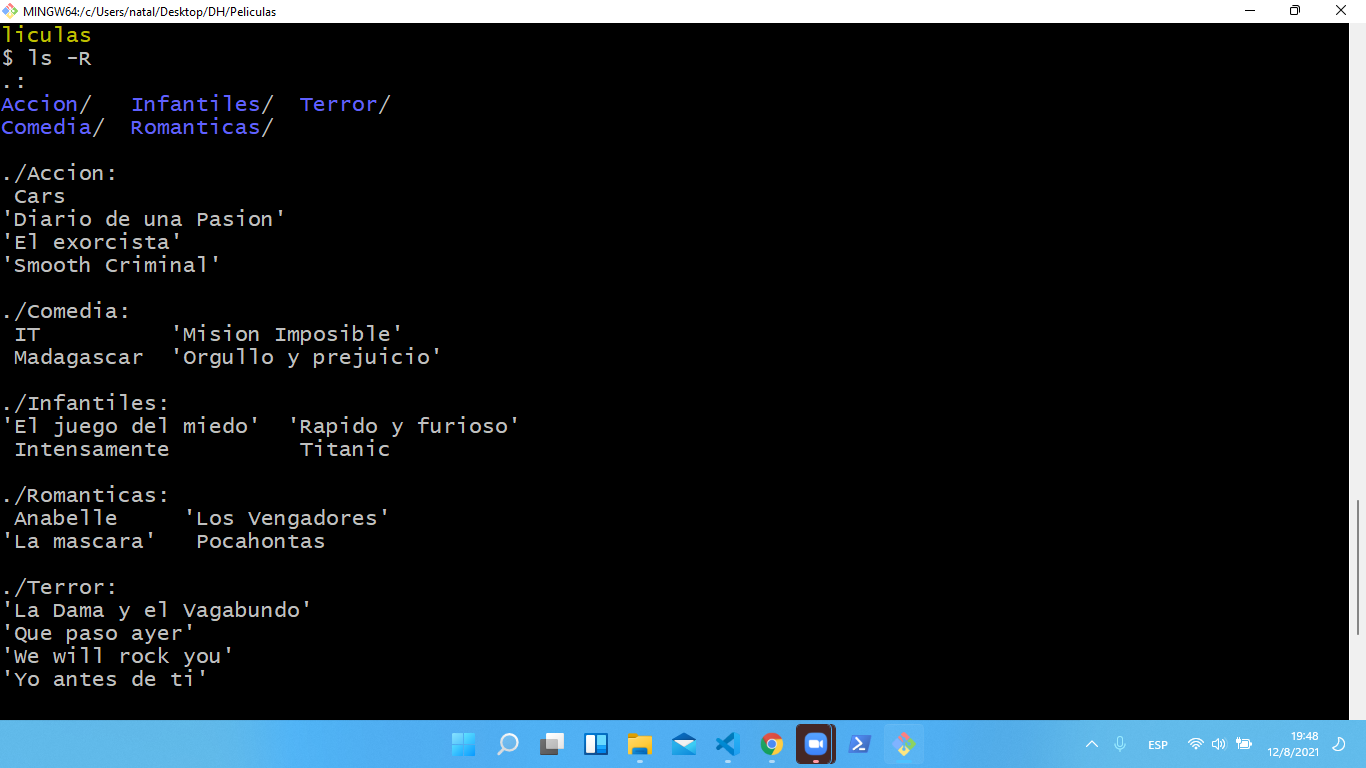 MINGW64:/c/Users/natal/Desktop/DH/Peliculas
liculas
$ ls -R
.:
Accion/   Infantiles/  Terror/
Comedia/  Romanticas/
./Accion:
 Cars
'Diario de una Pasion'
'El exorcista'
'Smooth Criminal'
./Comedia:
 IT          'Mision Imposible'
 Madagascar  'Orgullo y prejuicio'
./Infantiles:
'El juego del miedo'  'Rapido y furioso'
 Intensamente          Titanic
./Romanticas:
 Anabelle     'Los Vengadores'
'La mascara'   Pocahontas
./Terror:
'La Dama y el Vagabundo'
'Que paso ayer'
'We will rock you'
'Yo antes de ti'
ESP
19:48
12/8/2021